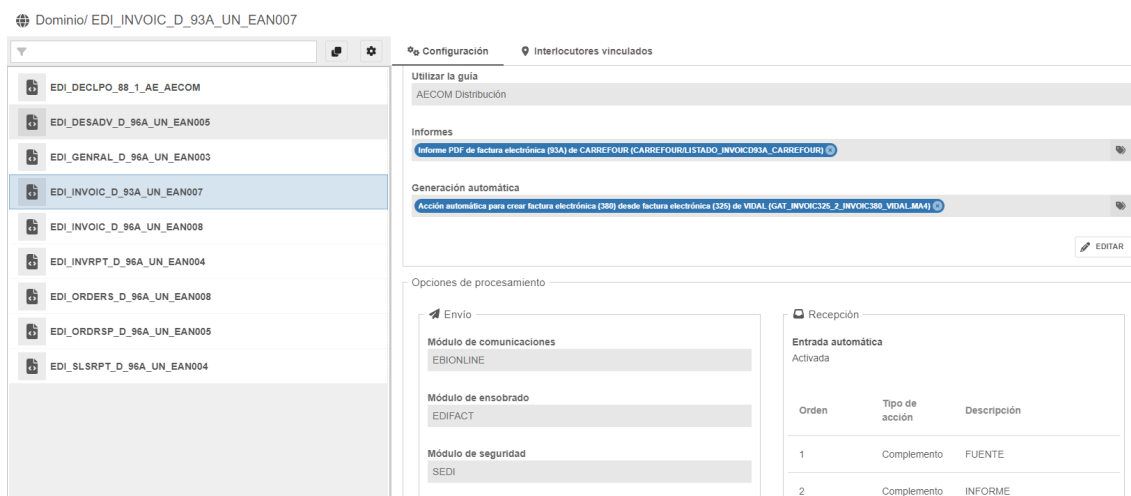 Dominio/ EDI_INVOIC_D_93A_UN_EAN007
EDI_DECLPO_88_1_AE_AECOM
EDI_DESADV_D_96A_UN_EAN005
EDI_GENRAL_D_96A_UN_EAN003
EDI_INVOIC_D_93A_UN_EAN007
EDI_INVOIC_D_96A_UN_EAN008
EDI_INVRPT_D_96A_UN_EAN004
EDI_ORDERS_D_96A_UN_EAN008
EDI_ORDRSP_D_96A_UN_EAN005
EDI_SLSRPT_D_96A_UN_EAN004
Configuración
Interlocutores vinculados
Utilizar la guía
AECOM Distribución
Informes
Informe PDF de factura electrónica (93A) de CARREFOUR (CARREFOUR/LISTADO_INVOICD93A_CARREFOUR)
Generación automática
Acción automática para crear factura electrónica (380) desde factura electrónica (325) de VIDAL (GAT_INVOIC325_2_INVOIC380_VIDAL.MA4)
EDITAR
Opciones de procesamiento
Envío
Módulo de comunicaciones
EBIONLINE
Módulo de ensobrado
EDIFACT
Módulo de seguridad
SEDI
Recepción
Entrada automática
Activada
Orden Tipo de acción Descripción
1 Complemento FUENTE
2 Complemento INFORME